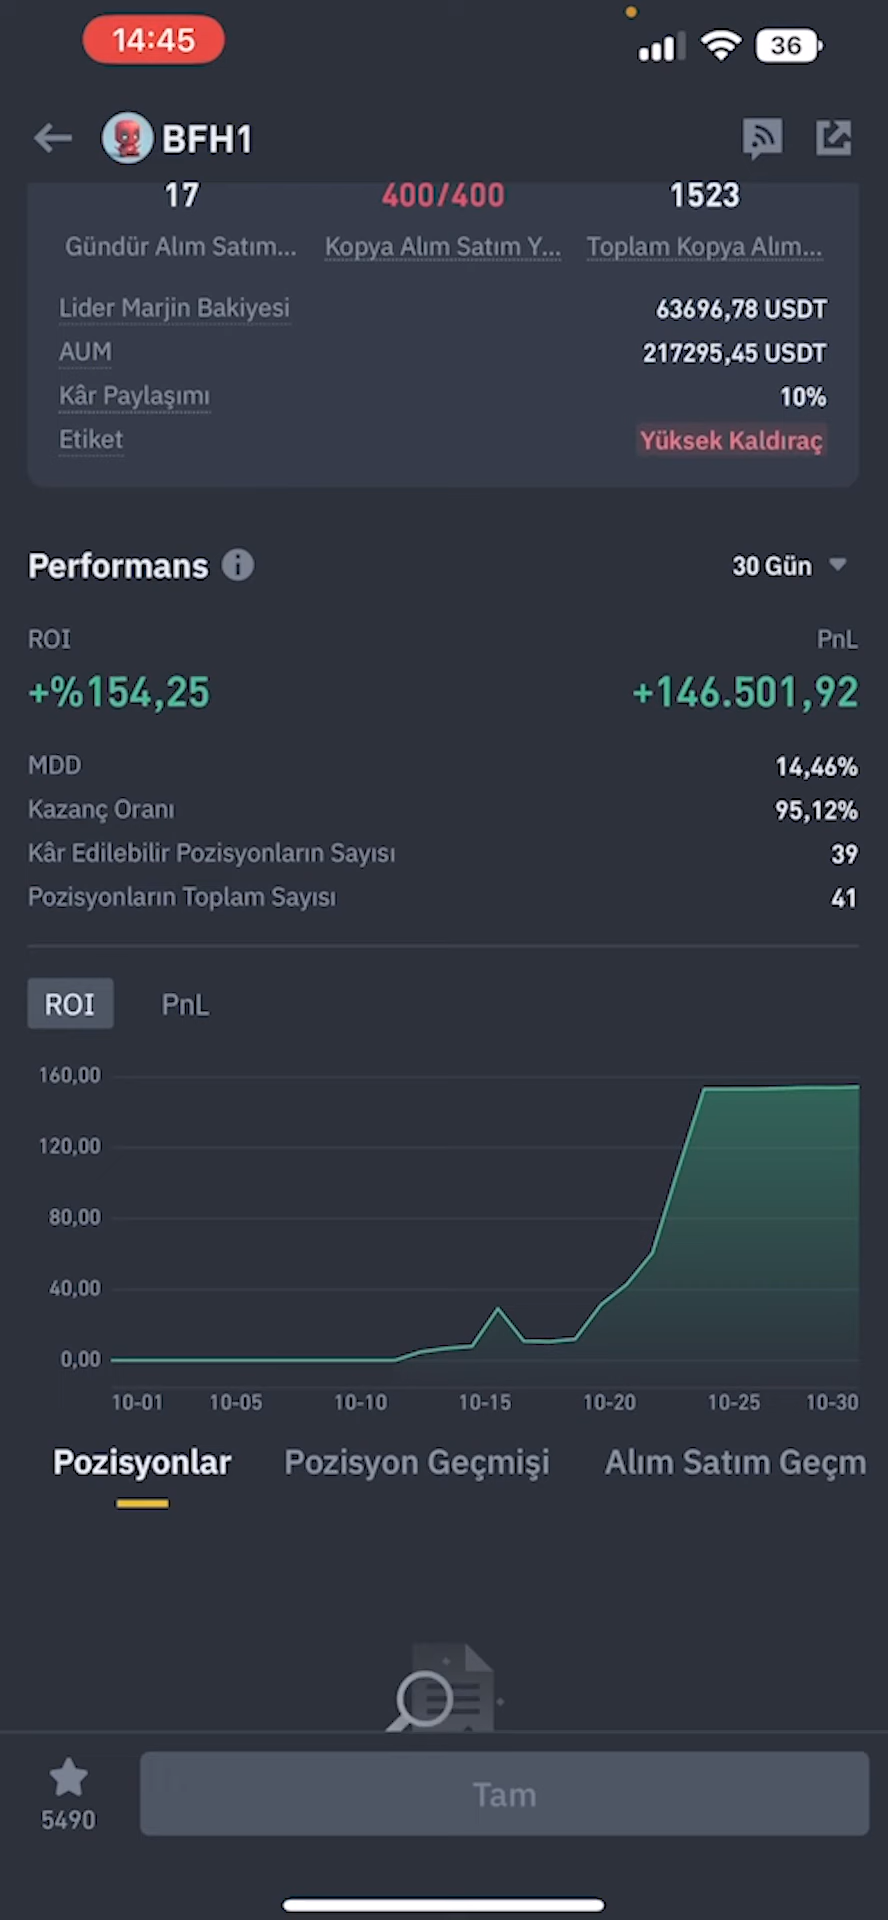 14:45
36
BFH1
17 400/400 1523
Gündür Alım Satım... Kopya Alım Satım Y... Toplam Kopya Alım...
Lider Marjin Bakiyesi 63696,78 USDT
AUM 217295,45 USDT
Kâr Paylaşımı 10%
Etiket Yüksek Kaldıraç
Performans 30 Gün
ROI PnL
+%154,25 +146.501,92
MDD 14,46%
Kazanç Oranı 95,12%
Kâr Edilebilir Pozisyonların Sayısı 39
Pozisyonların Toplam Sayısı 41
ROI PnL
160,00
120,00
80,00
40,00
0,00
10-01 10-05 10-10 10-15 10-20 10-25 10-30
Pozisyonlar Pozisyon Geçmişi Alım Satım Geçm
5490
Tam